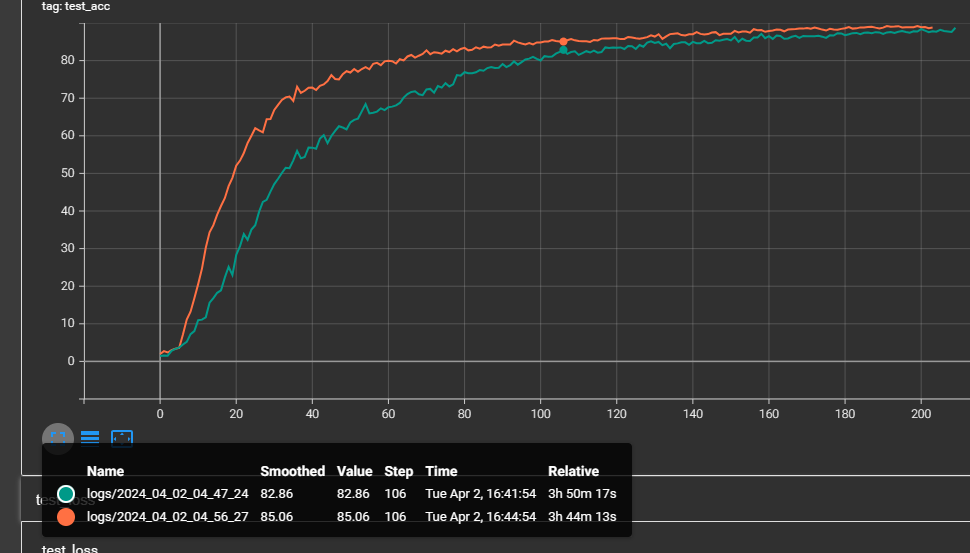 tag: test_acc
80
70
60
50
40
30
20
10
0
0 20 40 60 80 100 120 140 160 180 200
Name Smoothed Value Step Time Relative
logs/2024_04_02_04_47_24 82.86 82.86 106 Tue Apr 2, 16:41:54 3h 50m 17s
test_loss
logs/2024_04_02_04_56_27 85.06 85.06 106 Tue Apr 2, 16:44:54 3h 44m 13s
test_loss